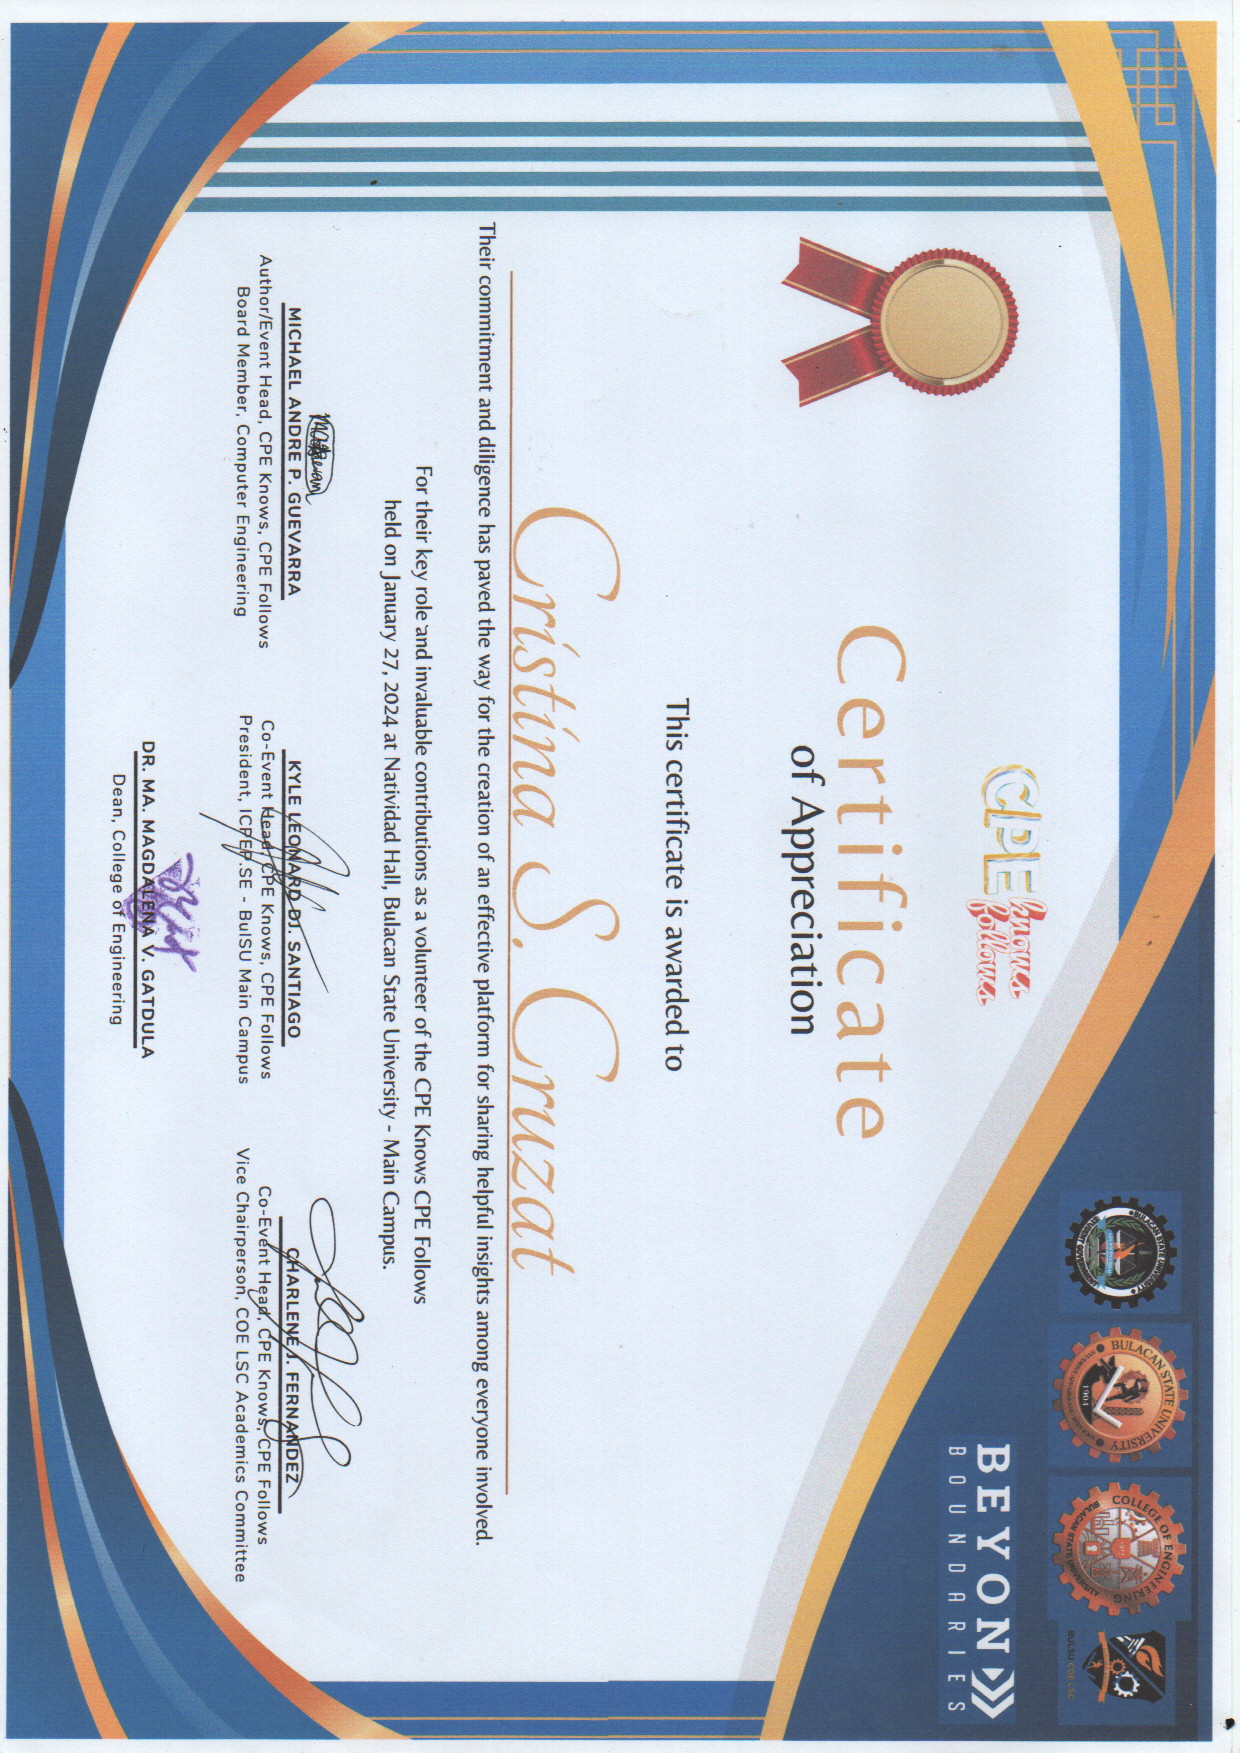 BULACAN STATE UNIVERSITY
STUDENT GOVERNMENT
BULACAN STATE UNIVERSITY
1904
COLLEGE OF ENGINEERING
1977
BULACAN STATE UNIVERSITY
BULSU COE LSC
BEYOND
BOUNDARIES
CPE knows
follows
Certificate
of Appreciation
This certificate is awarded to
Cristina S. Cruzat
Their commitment and diligence has paved the way for the creation of an effective platform for sharing helpful insights among everyone involved.
For their key role and invaluable contributions as a volunteer of the CPE Knows CPE Follows
held on January 27, 2024 at Natividad Hall, Bulacan State University - Main Campus.
MICHAEL ANDRE P. GUEVARRA
Author/Event Head, CPE Knows, CPE Follows
Board Member, Computer Engineering
KYLE LEONARD DJ. SANTIAGO
Co-Event Head, CPE Knows, CPE Follows
President, ICPEP.SE - BulSU Main Campus
CHARLENE J. FERNANDEZ
Co-Event Head, CPE Knows, CPE Follows
Vice Chairperson, COE LSC Academics Committee
DR. MA. MAGDALENA V. GATDULA
Dean, College of Engineering